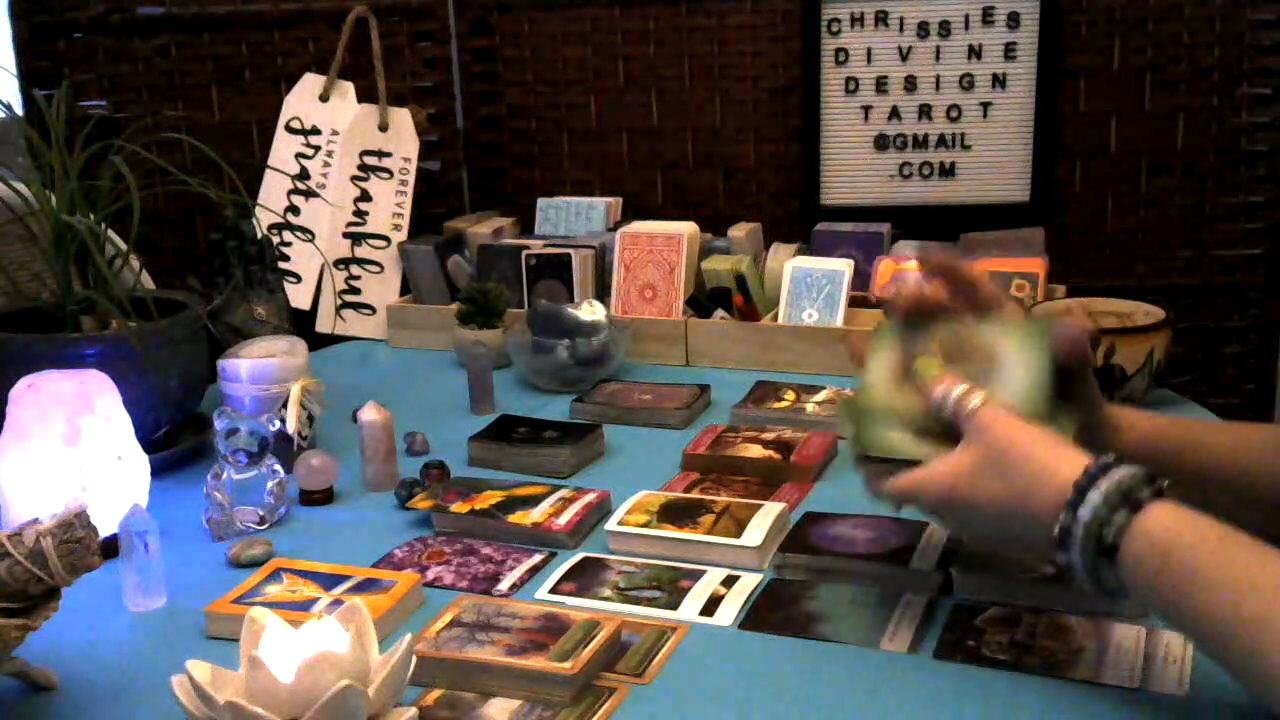 ALWAYS
grateful
FOREVER
thankful
CHRISSIES
DIVINE
DESIGN
TAROT
@GMAIL
.COM